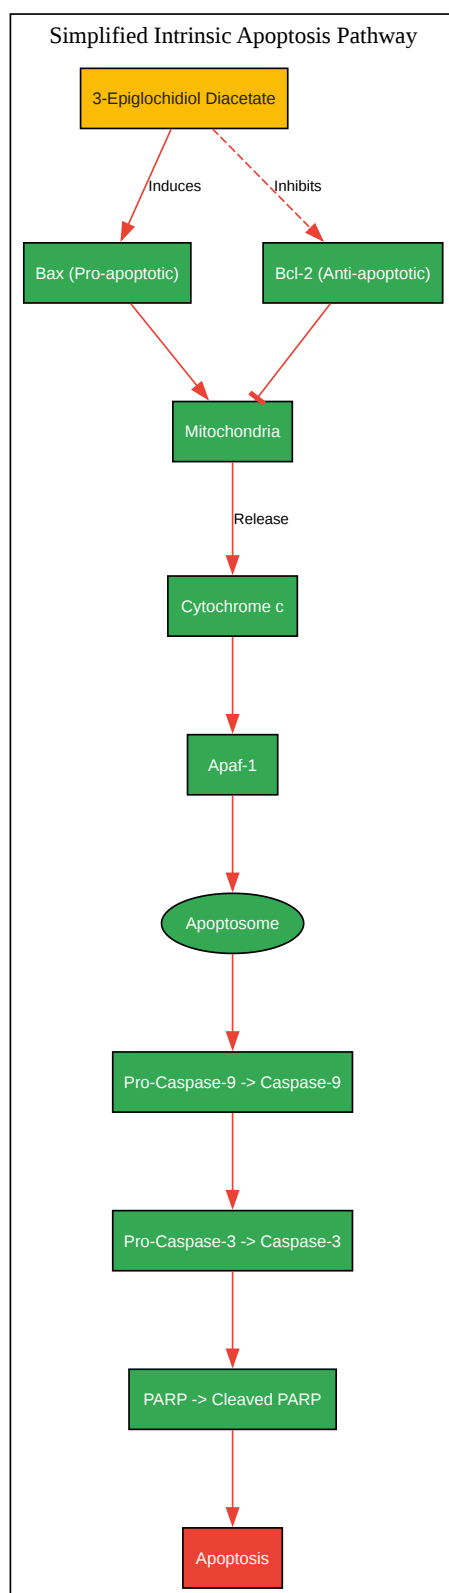 Simplified Intrinsic Apoptosis Pathway
3-Epiglochidiol Diacetate
Induces
Inhibits
Bax (Pro-apoptotic)
Bcl-2 (Anti-apoptotic)
Mitochondria
Release
Cytochrome c
Apaf-1
Apoptosome
Pro-Caspase-9 -> Caspase-9
Pro-Caspase-3 -> Caspase-3
PARP -> Cleaved PARP
Apoptosis